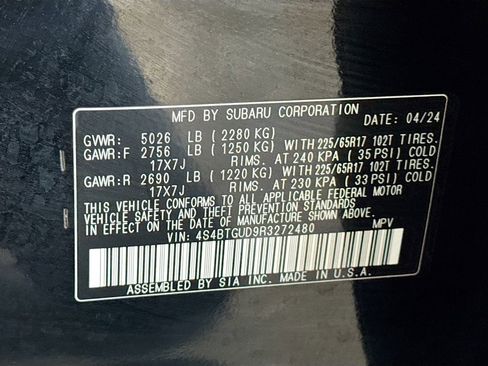 MFD BY SUBARU CORPORATION DATE: 04/24
GVWR: 5026 LB ( 2280 KG)
GAWR:F 2756 LB ( 1250 KG) WITH 225/65R17 102T TIRES.
17X7J RIMS. AT 240 KPA ( 35 PSI) COLD
GAWR:R 2690 LB ( 1220 KG) WITH 225/65R17 102T TIRES.
17X7J RIMS. AT 230 KPA ( 33 PSI) COLD
THIS VEHICLE CONFORMS TO ALL APPLICABLE FEDERAL MOTOR
VEHICLE SAFETY AND THEFT PREVENTION STANDARDS
IN EFFECT ON THE DATE OF MANUFACTURE SHOWN ABOVE.
VIN: 4S4BTGUD9R3272480 MPV
ASSEMBLED BY SIA INC. MADE IN U.S.A.